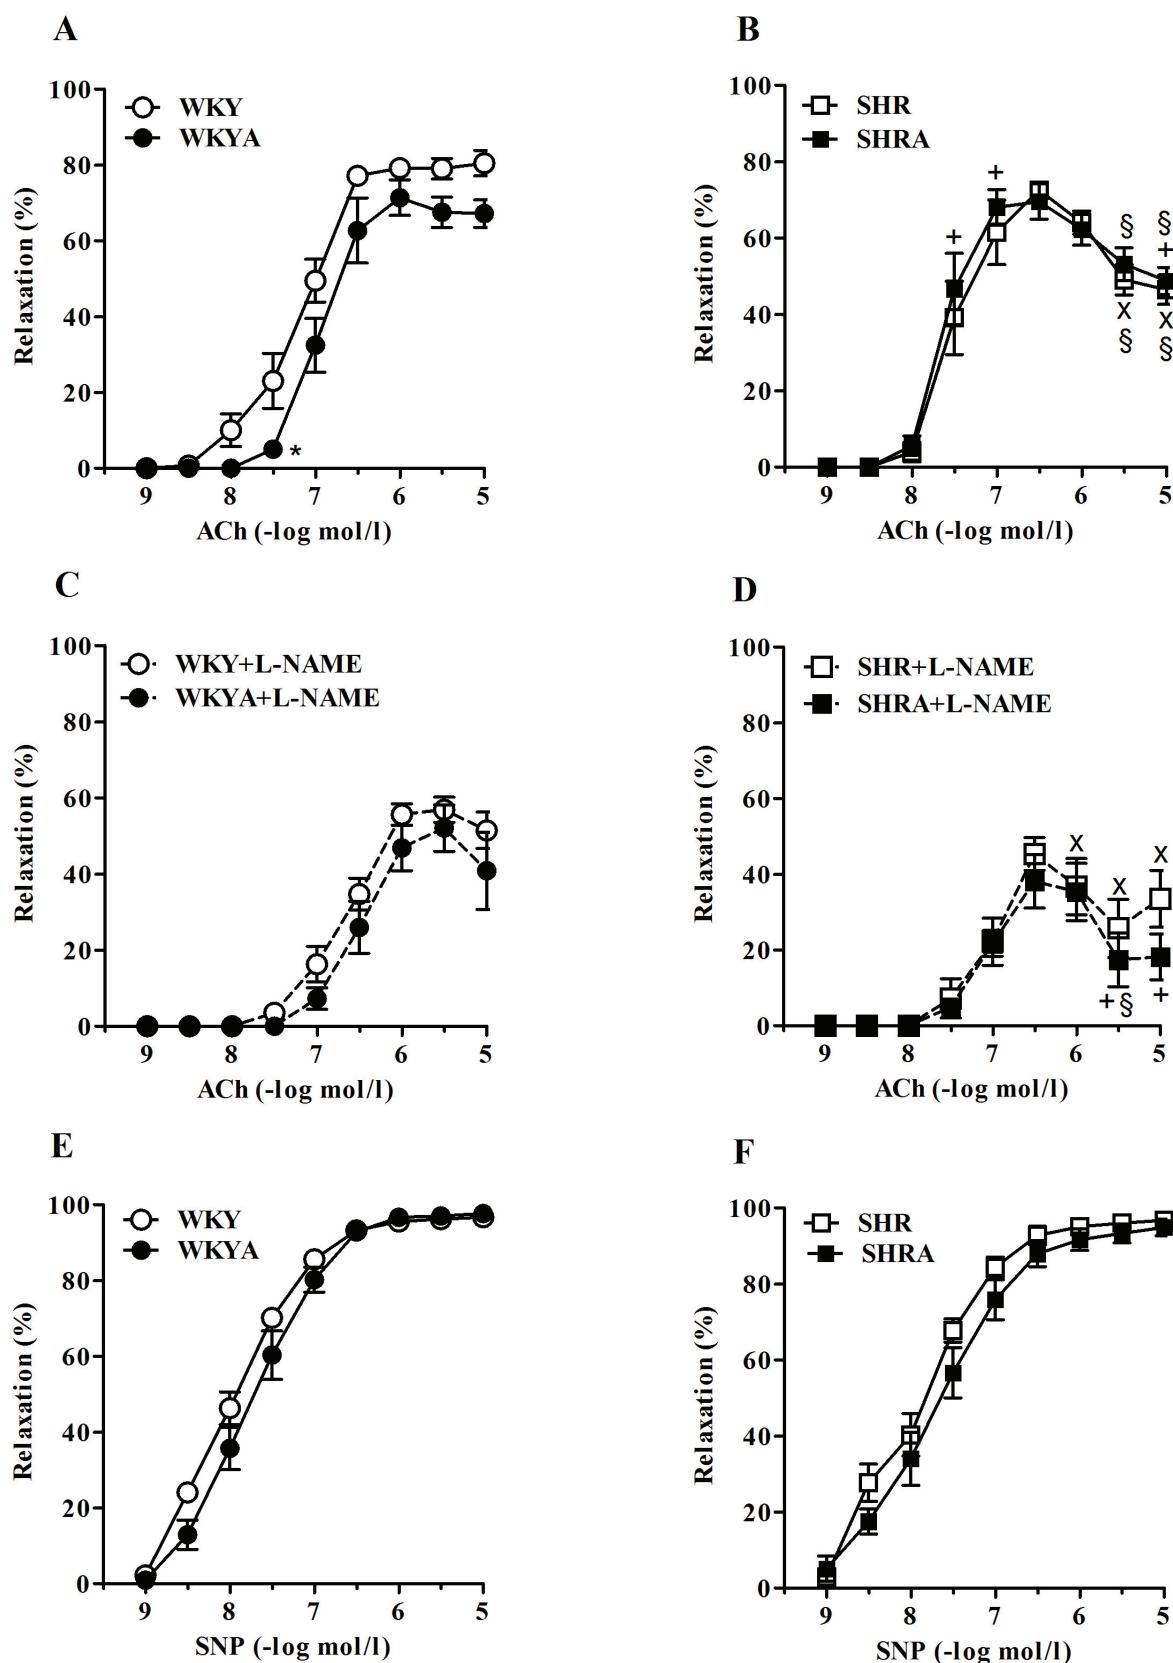 A
Relaxation (%)
100
80
60
40
20
0
WKY
WKYA
*
9 8 7 6 5
ACh (-log mol/l)
B
Relaxation (%)
100
80
60
40
20
0
SHR
SHRA
+
+
§ §
+
x x
§ §
9 8 7 6 5
ACh (-log mol/l)
C
Relaxation (%)
100
80
60
40
20
0
WKY+L-NAME
WKYA+L-NAME
9 8 7 6 5
ACh (-log mol/l)
D
Relaxation (%)
100
80
60
40
20
0
SHR+L-NAME
SHRA+L-NAME
x x
x
+§ +
9 8 7 6 5
ACh (-log mol/l)
E
Relaxation (%)
100
80
60
40
20
0
WKY
WKYA
9 8 7 6 5
SNP (-log mol/l)
F
Relaxation (%)
100
80
60
40
20
0
SHR
SHRA
9 8 7 6 5
SNP (-log mol/l)